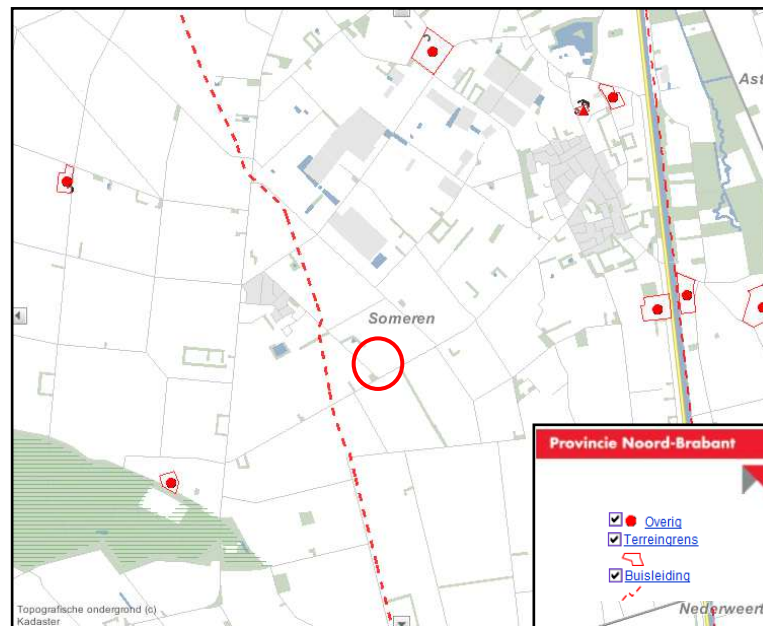 Ast
Someren
Provincie Noord-Brabant
Overig
Terreingrens
Buisleiding
Topografische ondergrond (c)
Kadaster
Nederweert